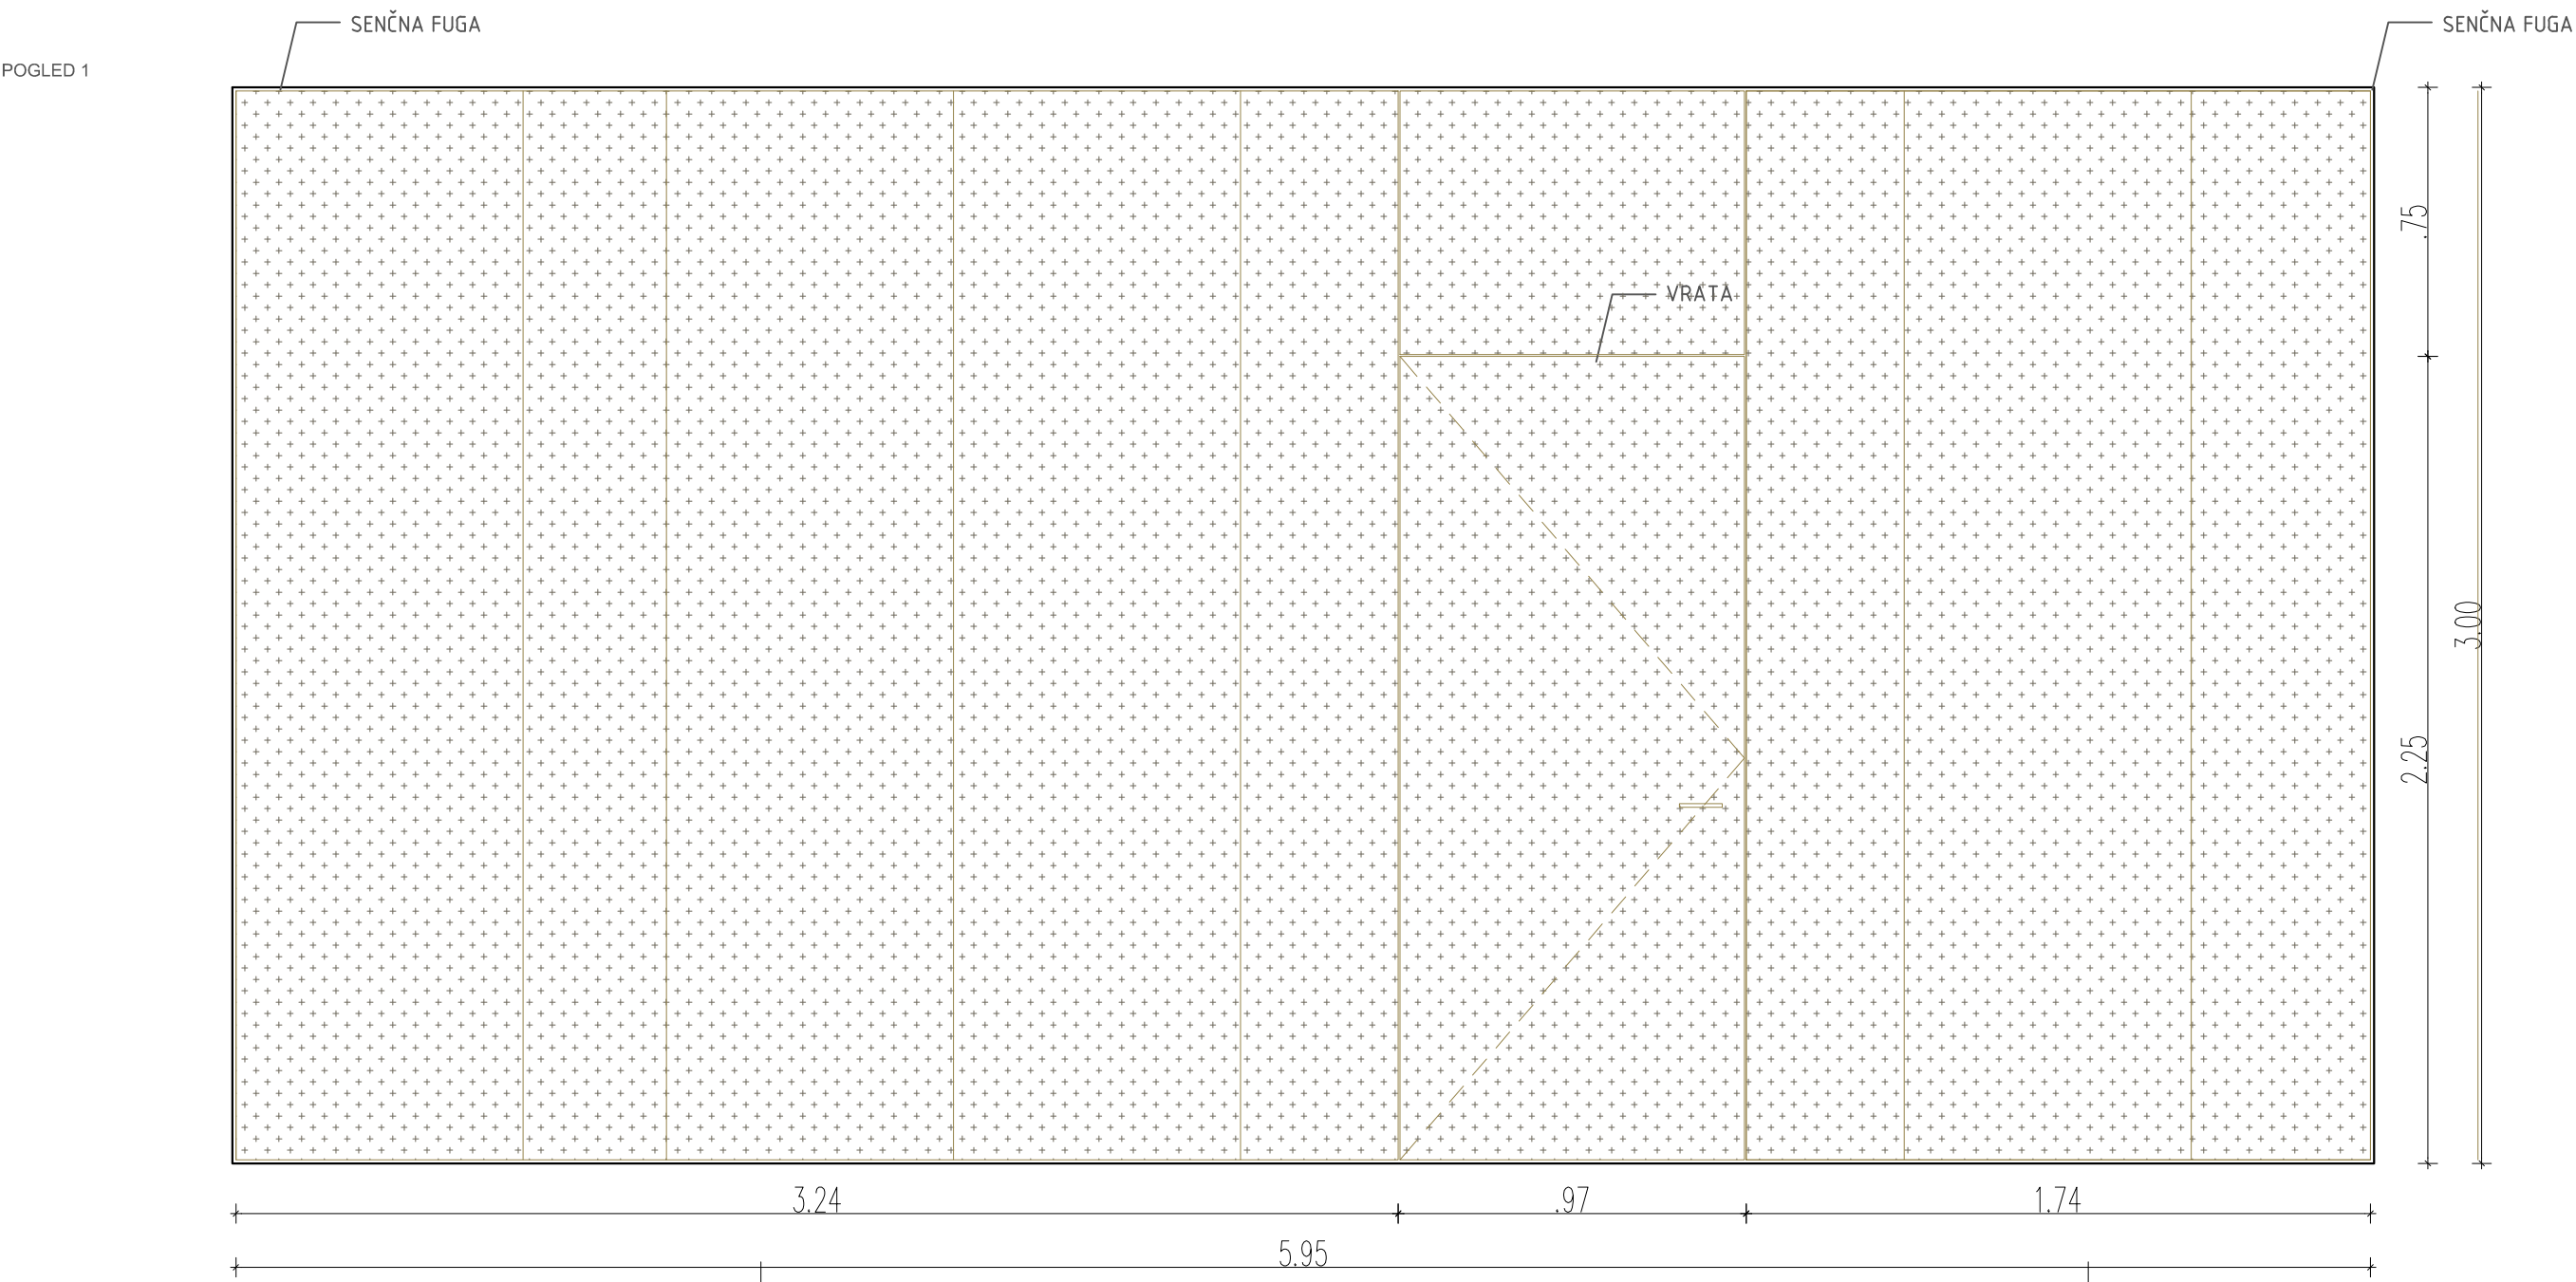 SENČNA FUGA
SENČNA FUGA
POGLED 1
.75
VRATA
3.00
2.25
3.24
.97
1.74
5.95